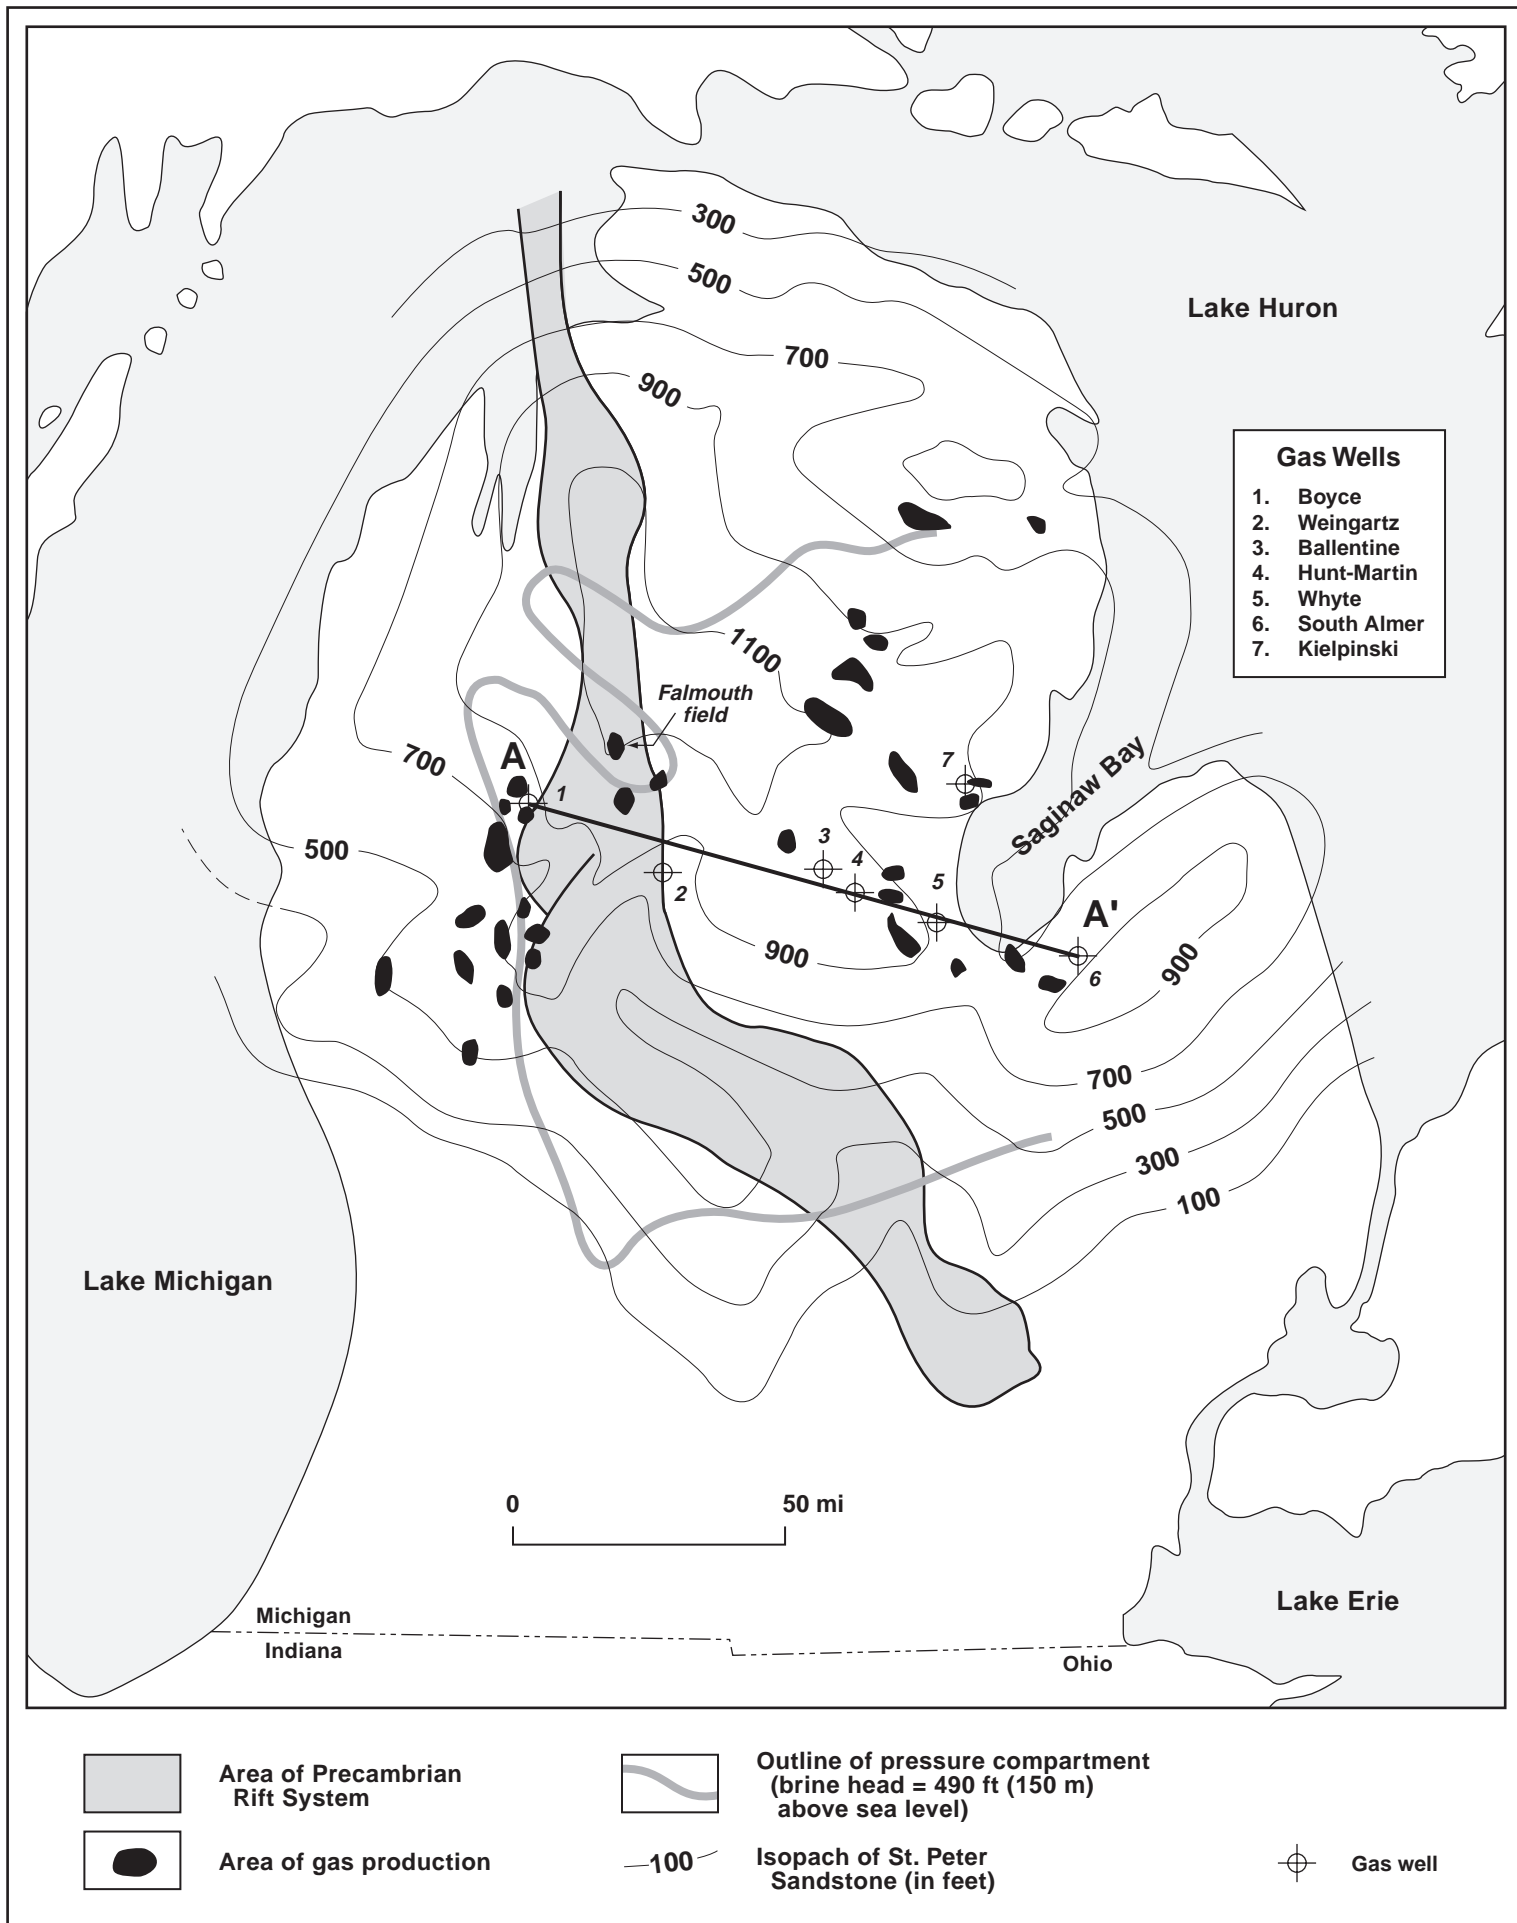 300
500
Lake Huron
700
900
Gas Wells
1. Boyce
2. Weingartz
3. Ballentine
4. Hunt-Martin
5. Whyte
6. South Almer
7. Kielpinski
1100
Falmouth
field
A
700
7
Saginaw Bay
1
500
3
4
2
5
A'
900
900
6
700
500
300
100
Lake Michigan
0 50 mi
Lake Erie
Michigan
Indiana
Ohio
Area of Precambrian
Rift System
Outline of pressure compartment
(brine head = 490 ft (150 m)
above sea level)
Area of gas production
100
Isopach of St. Peter
Sandstone (in feet)
Gas well